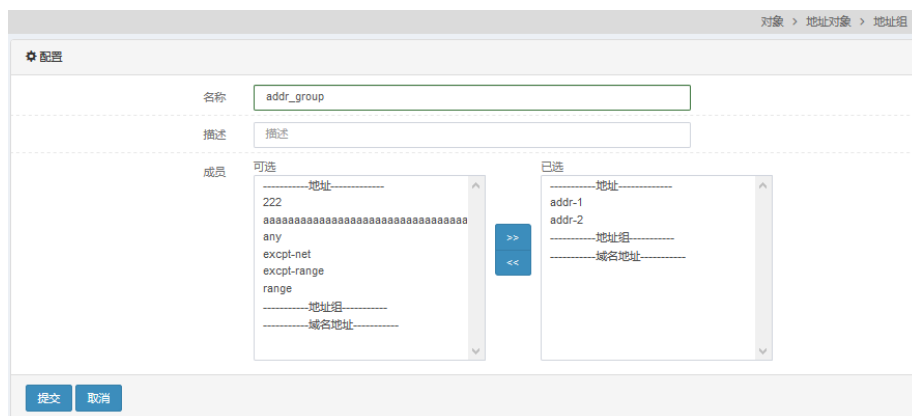 对象 > 地址对象 > 地址组
配置
名称
addr_group
描述
描述
成员
可选
-----------地址-------------
222
aaaaaaaaaaaaaaaaaaaaaaaaaaaaaaaaa
any
excpt-net
excpt-range
range
-----------地址组-----------
-----------域名地址-----------
>>
<<
已选
-----------地址-------------
addr-1
addr-2
-----------地址组-----------
-----------域名地址-----------
提交
取消